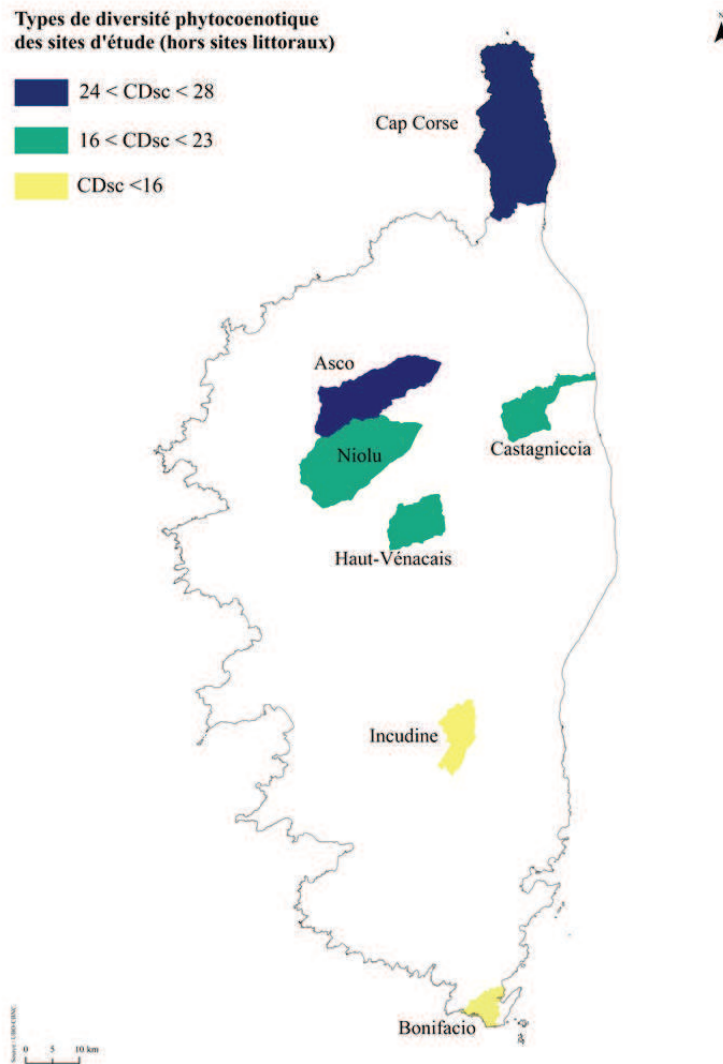 Types de diversité phytocoenotique
des sites d'étude (hors sites littoraux)
24 < CDsc < 28
16 < CDsc < 23
CDsc <16
N
Cap Corse
Asco
Niolu
Castagniccia
Haut-Vénacais
Incudine
Bonifacio
0 5 10 km